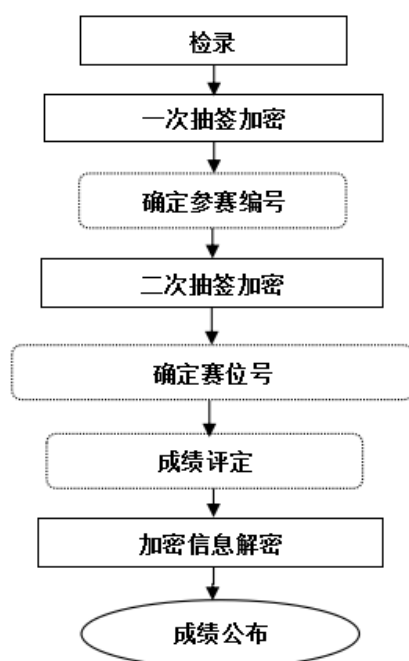 检录
一次抽签加密
确定参赛编号
二次抽签加密
确定赛位号
成绩评定
加密信息解密
成绩公布